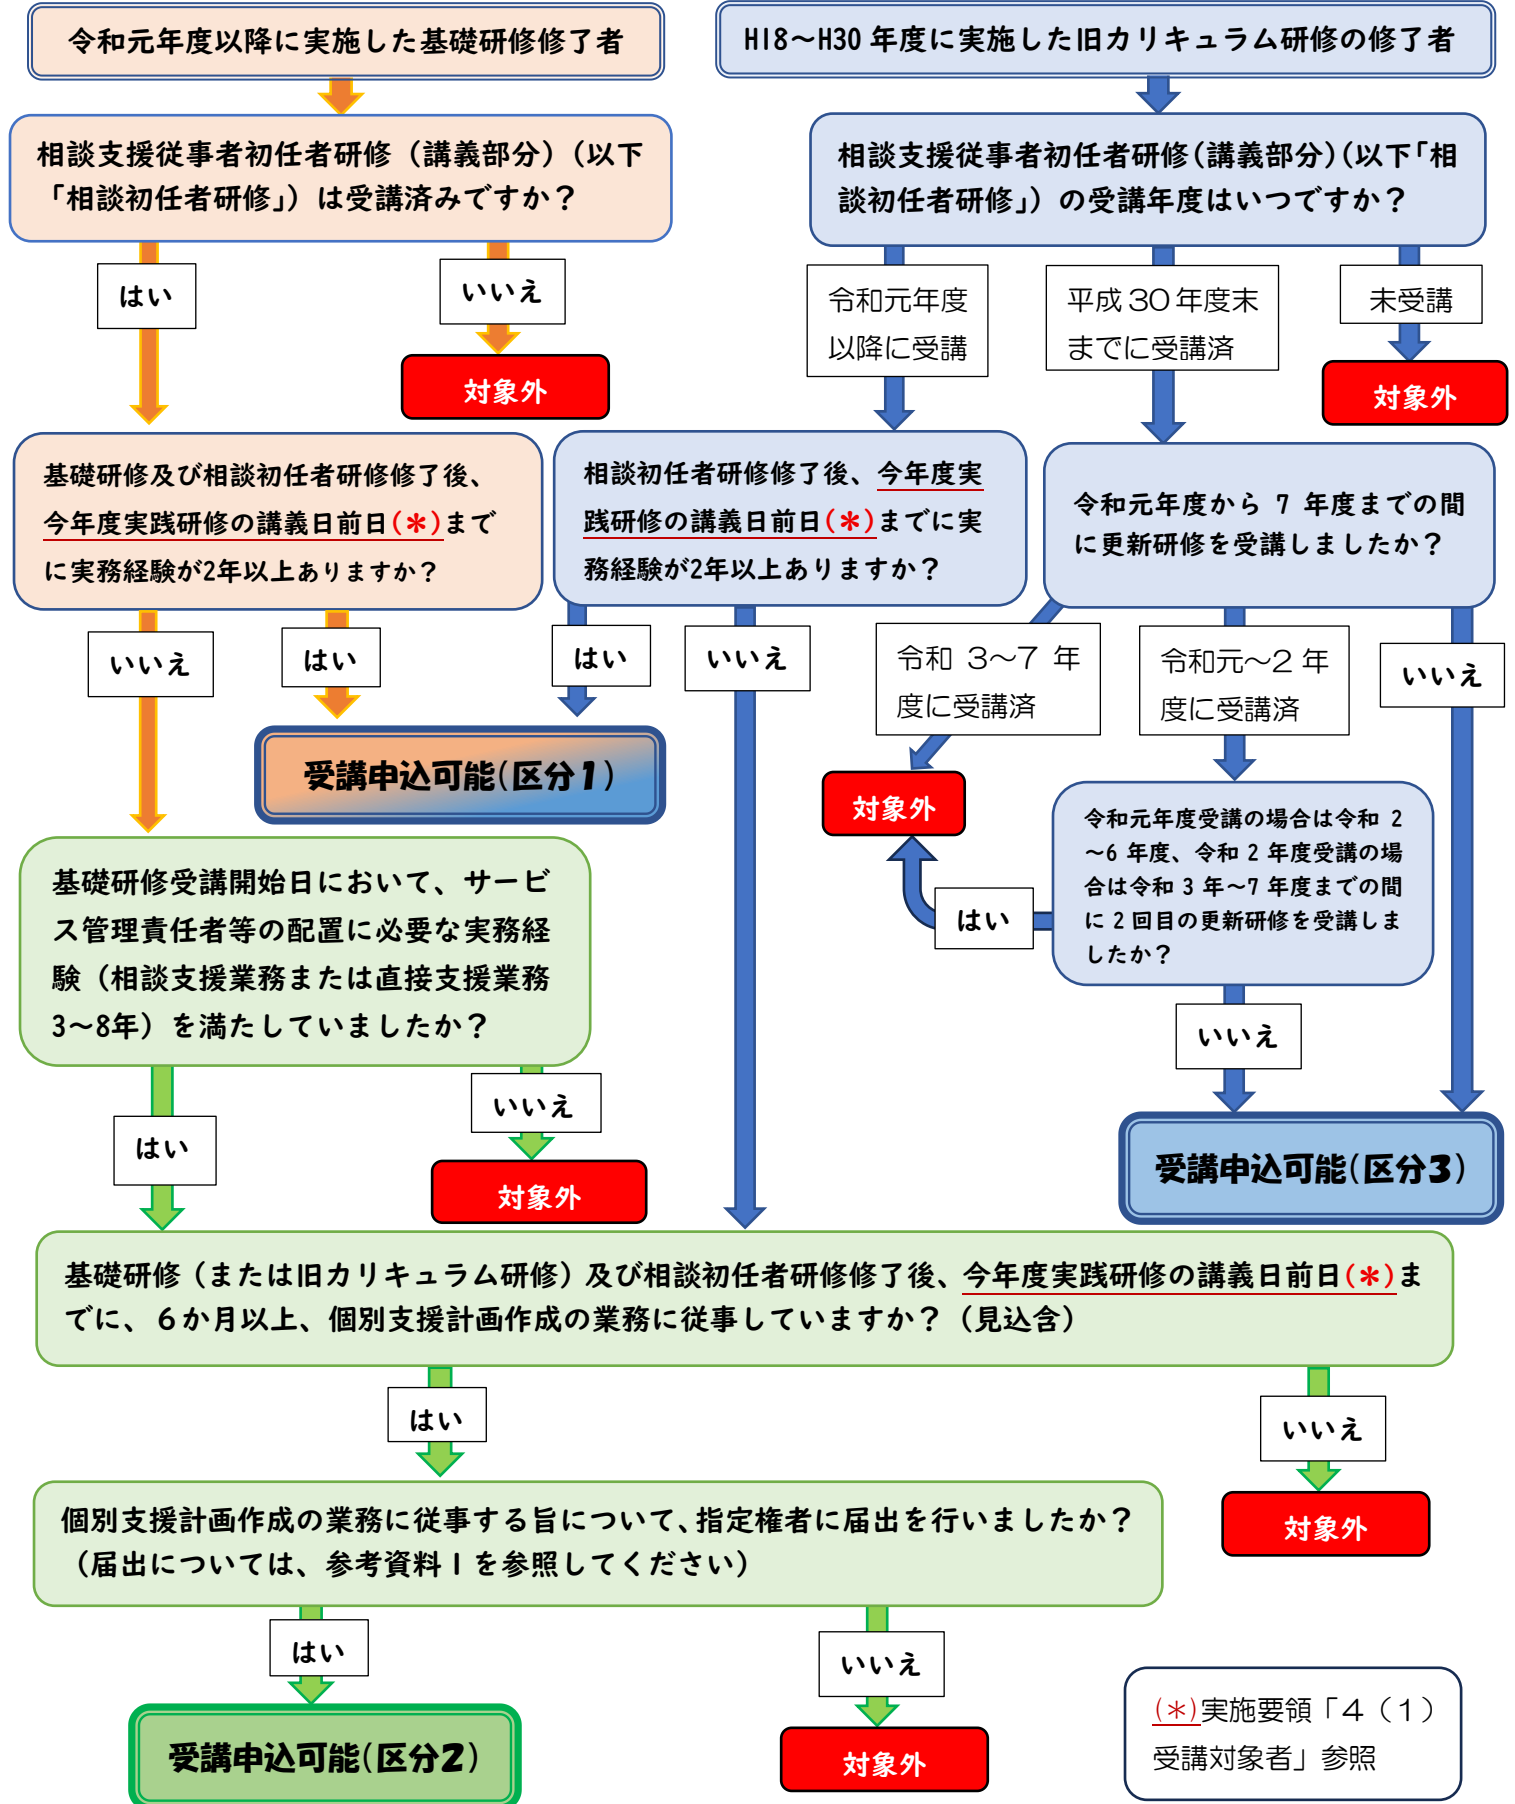 令和元年度以降に実施した基礎研修修了者
H18～H30 年度に実施した旧カリキュラム研修の修了者
相談支援従事者初任者研修（講義部分）（以下
「相談初任者研修」）は受講済みですか？
相談支援従事者初任者研修（講義部分）（以下「相
談初任者研修」）の受講年度はいつですか？
はい
いいえ
令和元年度
以降に受講
平成 30 年度末
までに受講済
未受講
対象外
対象外
基礎研修及び相談初任者研修修了後、
今年度実践研修の講義日前日(＊)まで
に実務経験が2年以上ありますか？
相談初任者研修修了後、今年度実
践研修の講義日前日(＊)までに実
務経験が2年以上ありますか？
令和元年度から 7 年度までの間
に更新研修を受講しましたか？
いいえ
はい
はい
いいえ
令和 3～7 年
度に受講済
令和元～2 年
度に受講済
いいえ
受講申込可能(区分1)
対象外
令和元年度受講の場合は令和 2
～6 年度、令和 2 年度受講の場
合は令和 3 年～7 年度までの間
に 2 回目の更新研修を受講しま
したか？
はい
いいえ
基礎研修受講開始日において、サービ
ス管理責任者等の配置に必要な実務経
験（相談支援業務または直接支援業務
3～8年）を満たしていましたか？
はい
いいえ
対象外
受講申込可能(区分3)
基礎研修（または旧カリキュラム研修）及び相談初任者研修修了後、今年度実践研修の講義日前日(＊)ま
でに、６か月以上、個別支援計画作成の業務に従事していますか？（見込含）
はい
いいえ
対象外
個別支援計画作成の業務に従事する旨について、指定権者に届出を行いましたか？
（届出については、参考資料１を参照してください）
はい
いいえ
受講申込可能(区分2)
対象外
(＊)実施要領「４（１）
受講対象者」参照